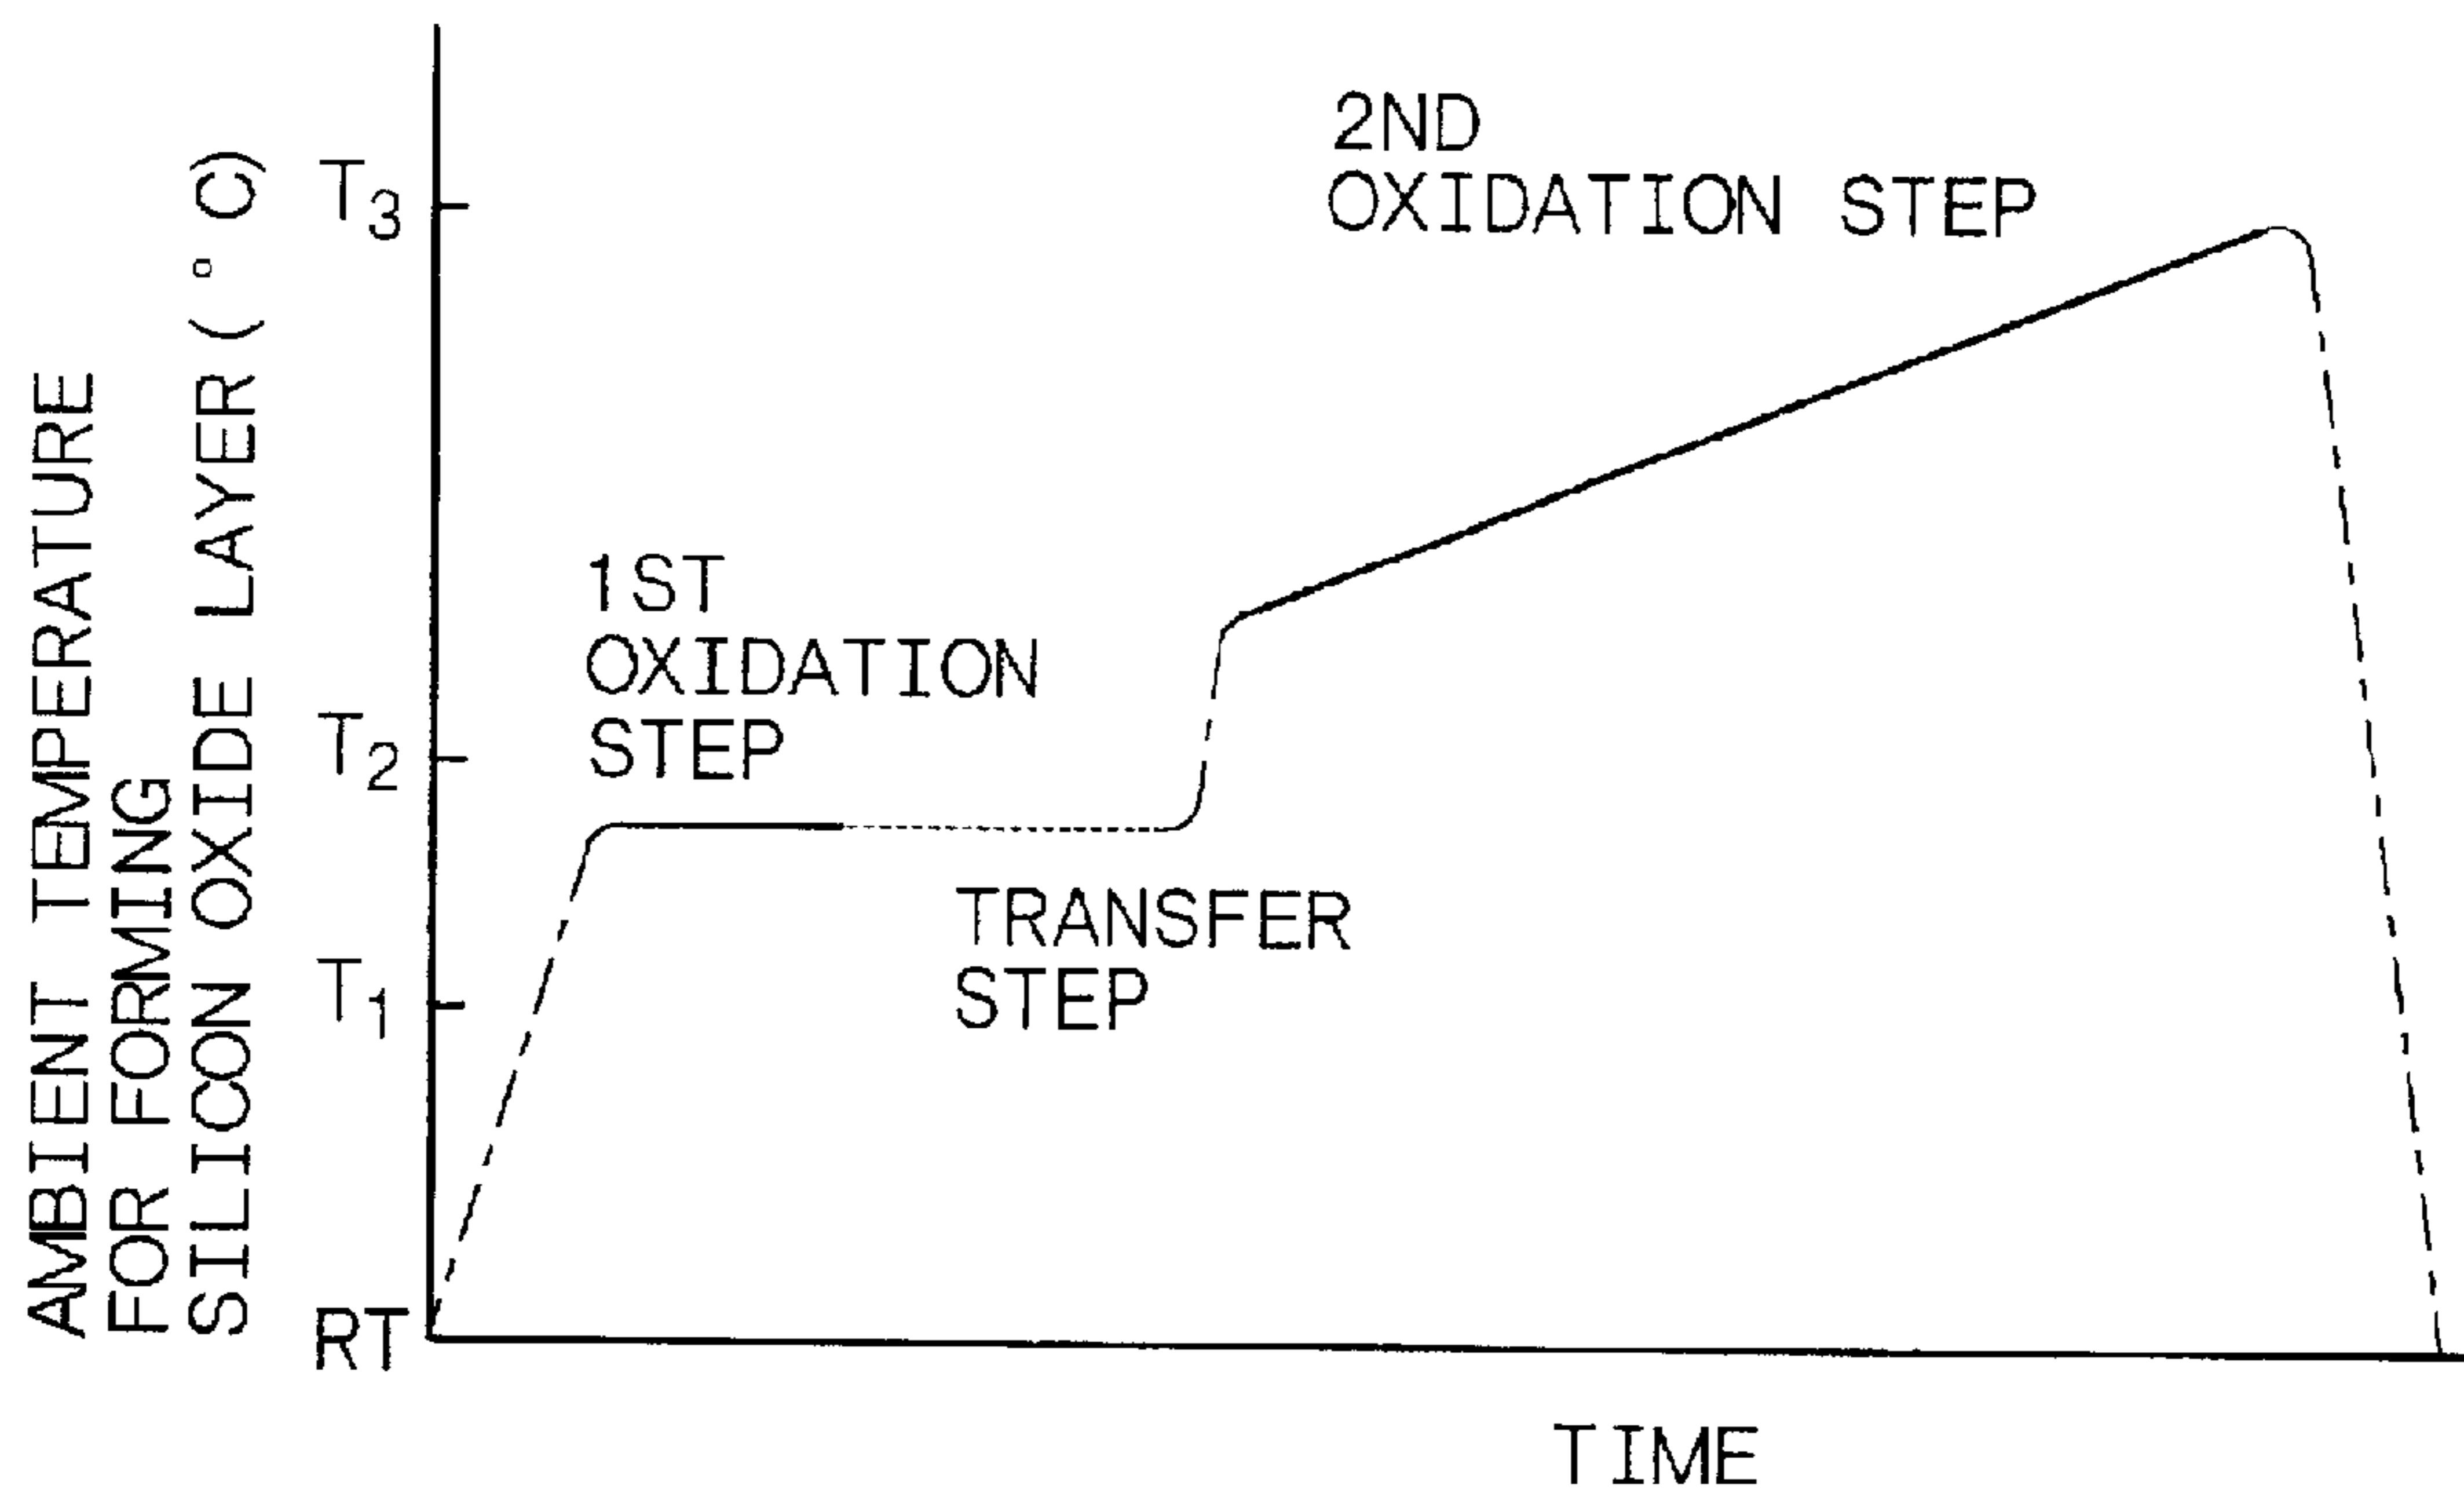 AMBIENT TEMPERATURE
FOR FORMING
SILICON OXIDE LAYER (°C)
T3
T2
T1
RT
2ND
OXIDATION STEP
1ST
OXIDATION
STEP
TRANSFER
STEP
TIME